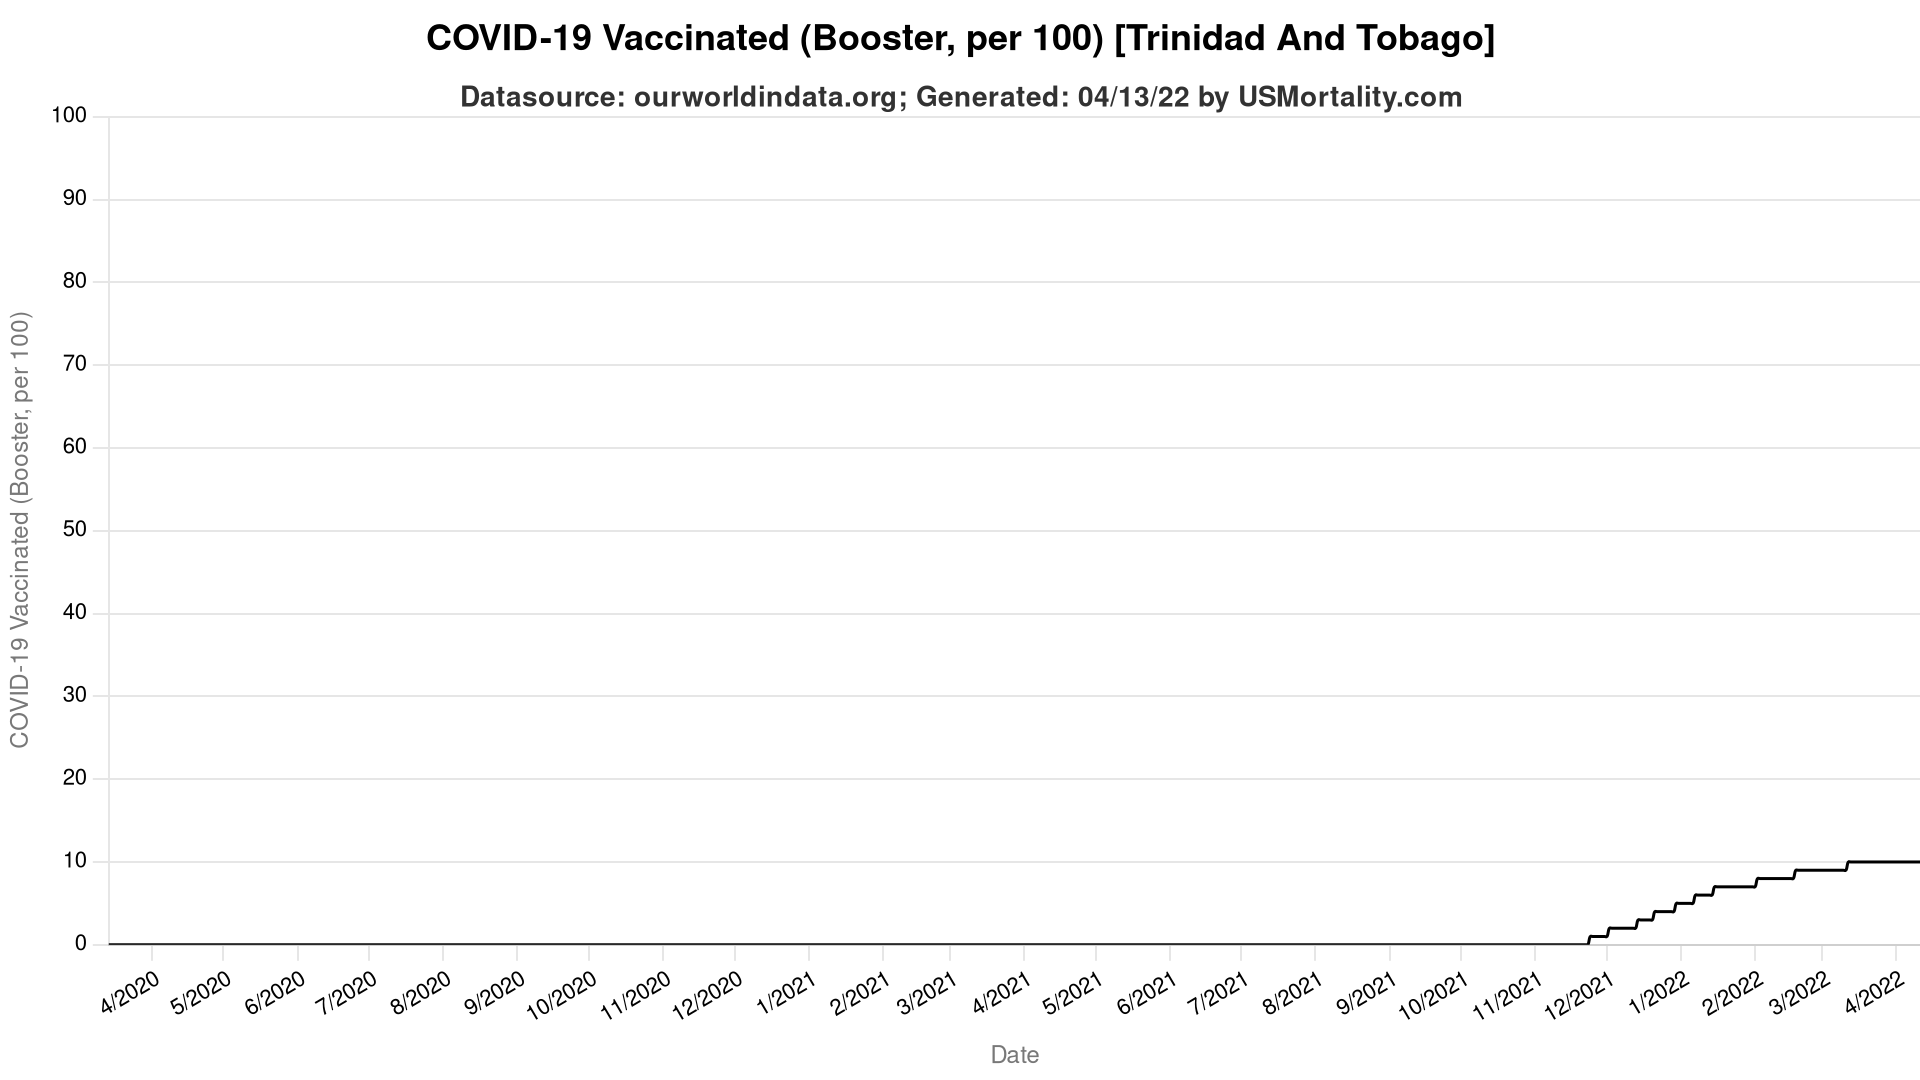 COVID-19 Vaccinated (Booster, per 100) [Trinidad And Tobago]
Datasource: ourworldindata.org; Generated: 04/13/22 by USMortality.com
COVID-19 Vaccinated (Booster, per 100)
100
90
80
70
60
50
40
30
20
10
0
4/2020 5/2020 6/2020 7/2020 8/2020 9/2020 10/2020 11/2020 12/2020 1/2021 2/2021 3/2021 4/2021 5/2021 6/2021 7/2021 8/2021 9/2021 10/2021 11/2021 12/2021 1/2022 2/2022 3/2022 4/2022
Date